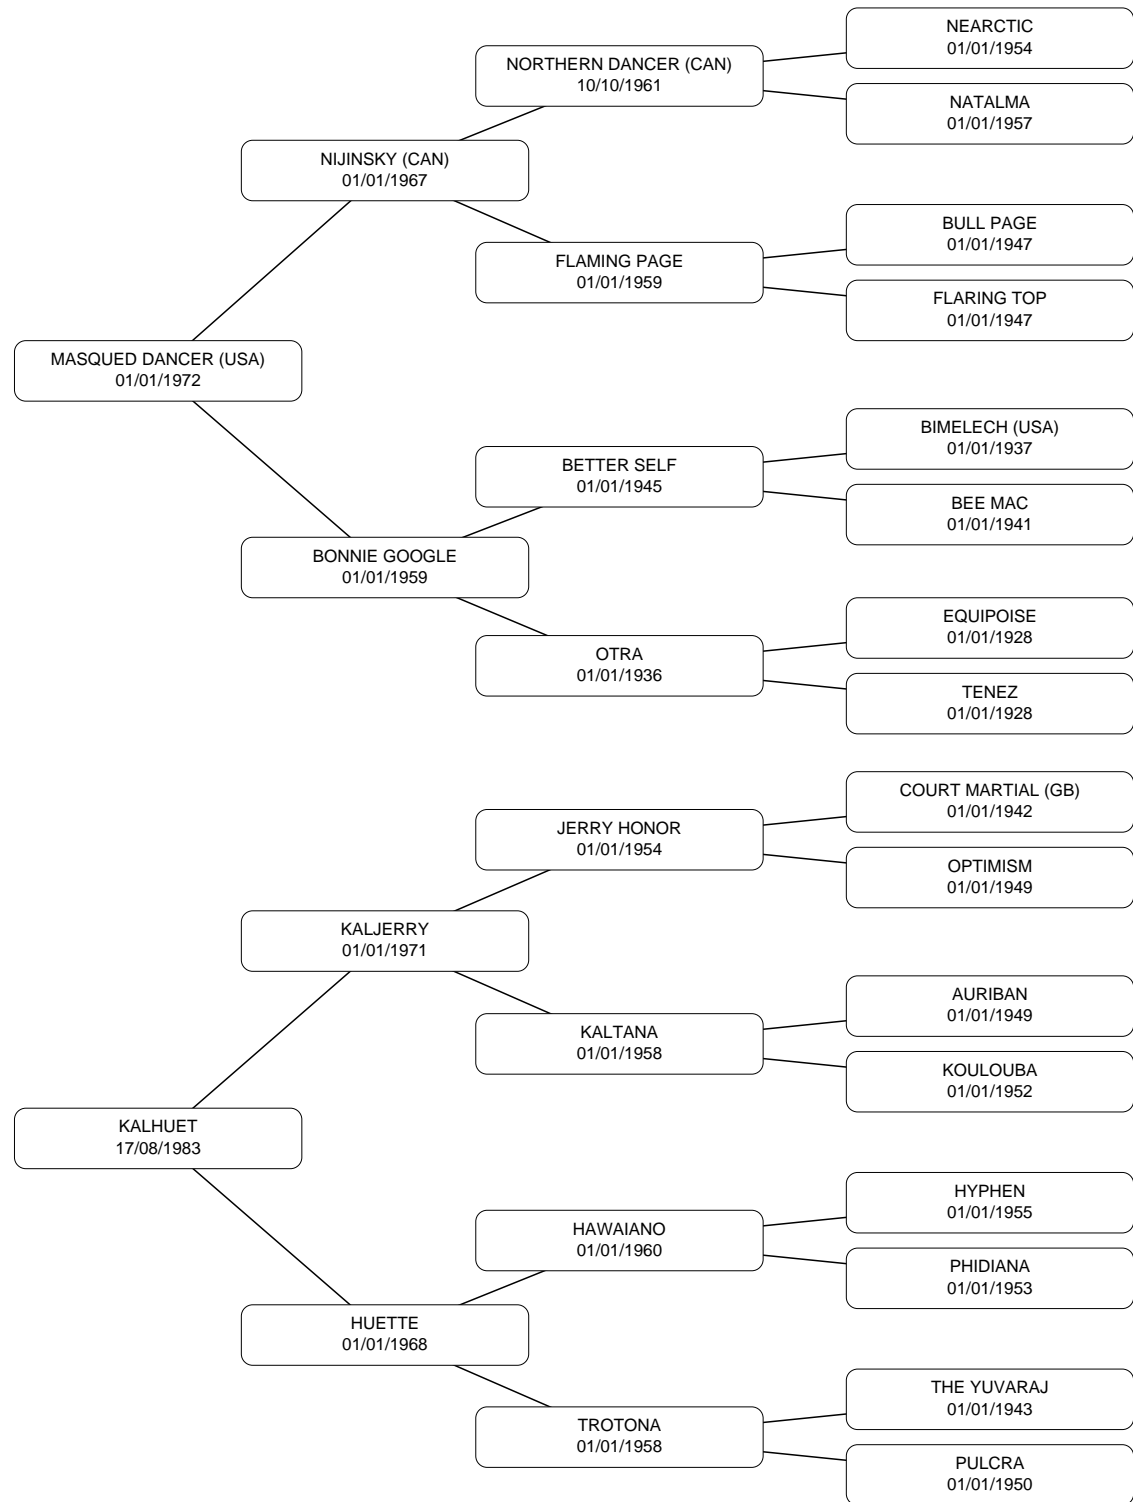 NEARCTIC
01/01/1954
NORTHERN DANCER (CAN)
10/10/1961
NATALMA
01/01/1957
NIJINSKY (CAN)
01/01/1967
BULL PAGE
01/01/1947
FLAMING PAGE
01/01/1959
FLARING TOP
01/01/1947
MASQUED DANCER (USA)
01/01/1972
BIMELECH (USA)
01/01/1937
BETTER SELF
01/01/1945
BEE MAC
01/01/1941
BONNIE GOOGLE
01/01/1959
EQUIPOISE
01/01/1928
OTRA
01/01/1936
TENEZ
01/01/1928
COURT MARTIAL (GB)
01/01/1942
JERRY HONOR
01/01/1954
OPTIMISM
01/01/1949
KALJERRY
01/01/1971
AURIBAN
01/01/1949
KALTANA
01/01/1958
KOULOUBA
01/01/1952
KALHUET
17/08/1983
HYPHEN
01/01/1955
HAWAIANO
01/01/1960
PHIDIANA
01/01/1953
HUETTE
01/01/1968
THE YUVARAJ
01/01/1943
TROTONA
01/01/1958
PULCRA
01/01/1950